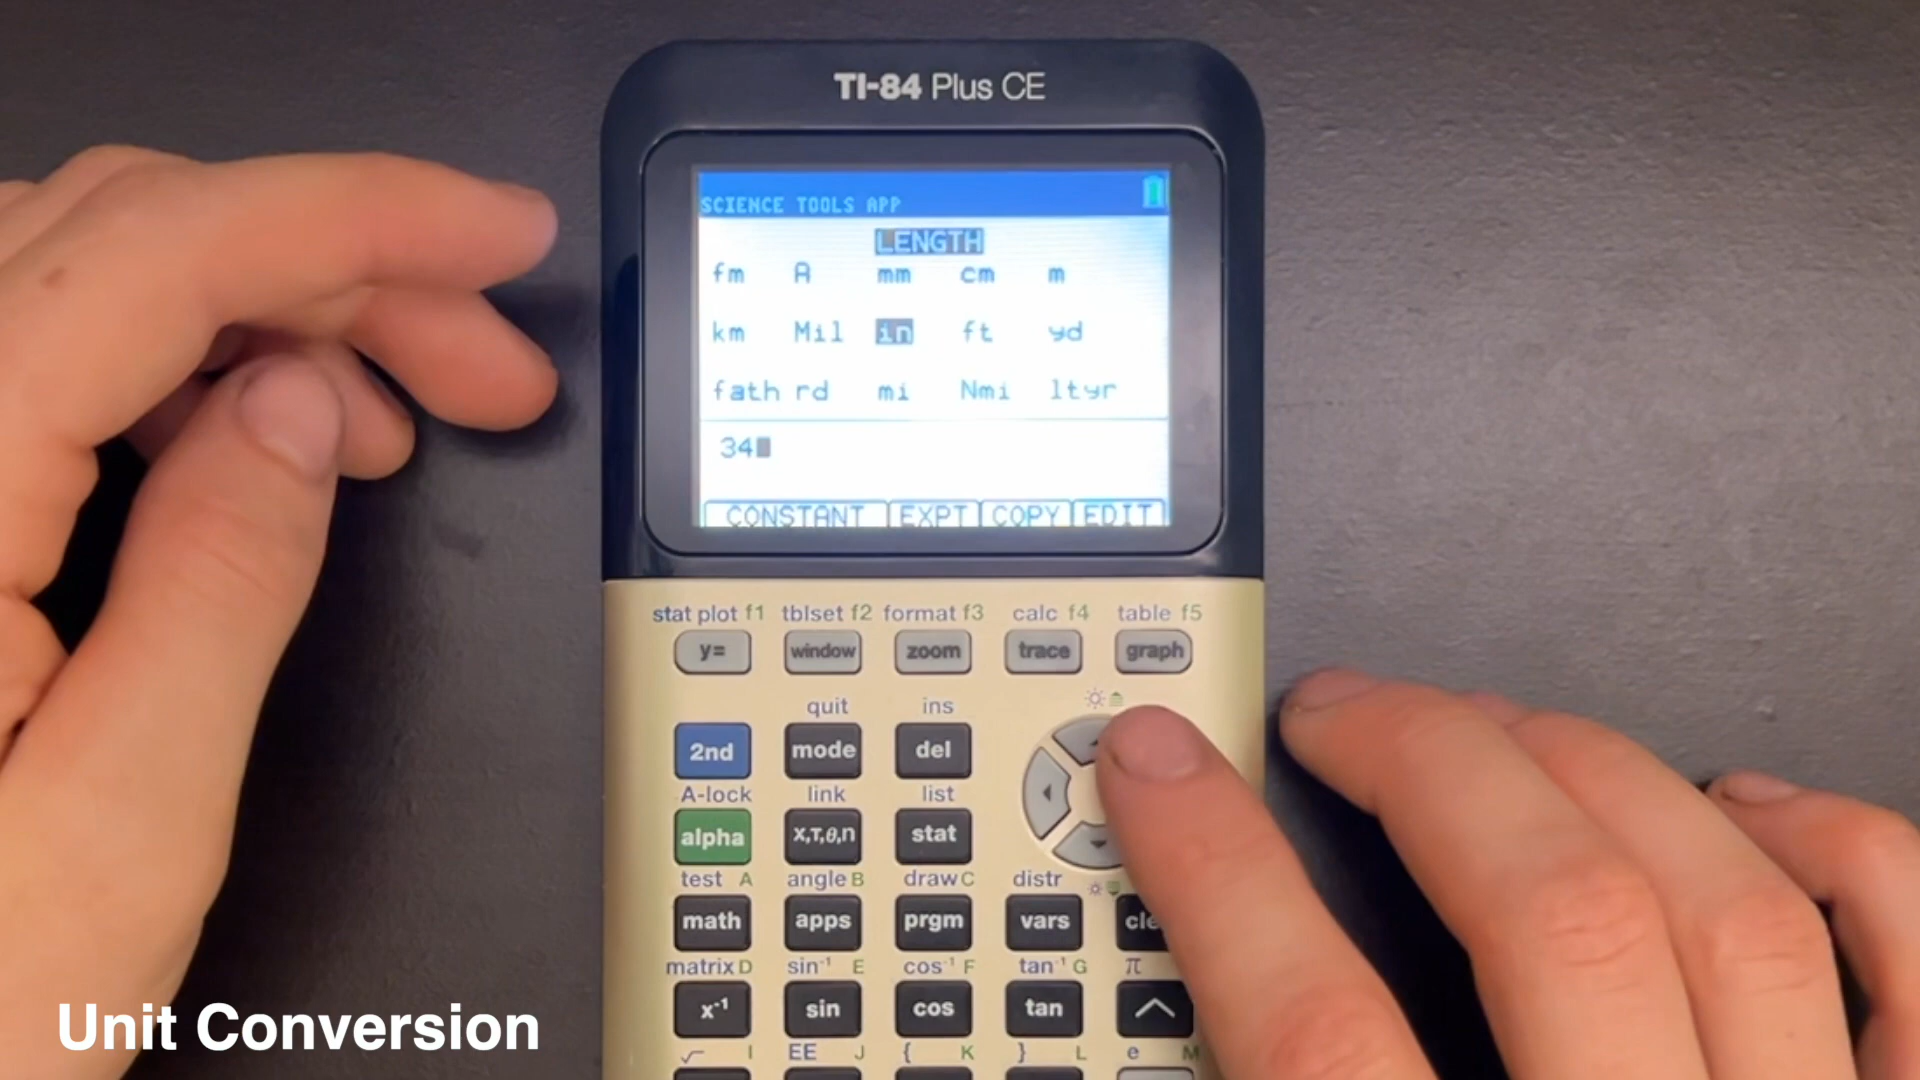 TI-84 Plus CE
SCIENCE TOOLS APP
LENGTH
fm A mm cm m
km Mil in ft yd
fath rd mi Nmi ltyr
34
CONSTANT EXPT COPY EDIT
stat plot f1 tblset f2 format f3 calc f4 table f5
y= window zoom trace graph
quit ins
2nd mode del
A-lock link list
alpha X,T,θ,n stat
test A angle B draw C distr
math apps prgm vars cle
matrix D sin⁻¹ E cos⁻¹ F tan⁻¹ G π
x⁻¹ sin cos tan ^
√ I EE J { K } L e M
Unit Conversion